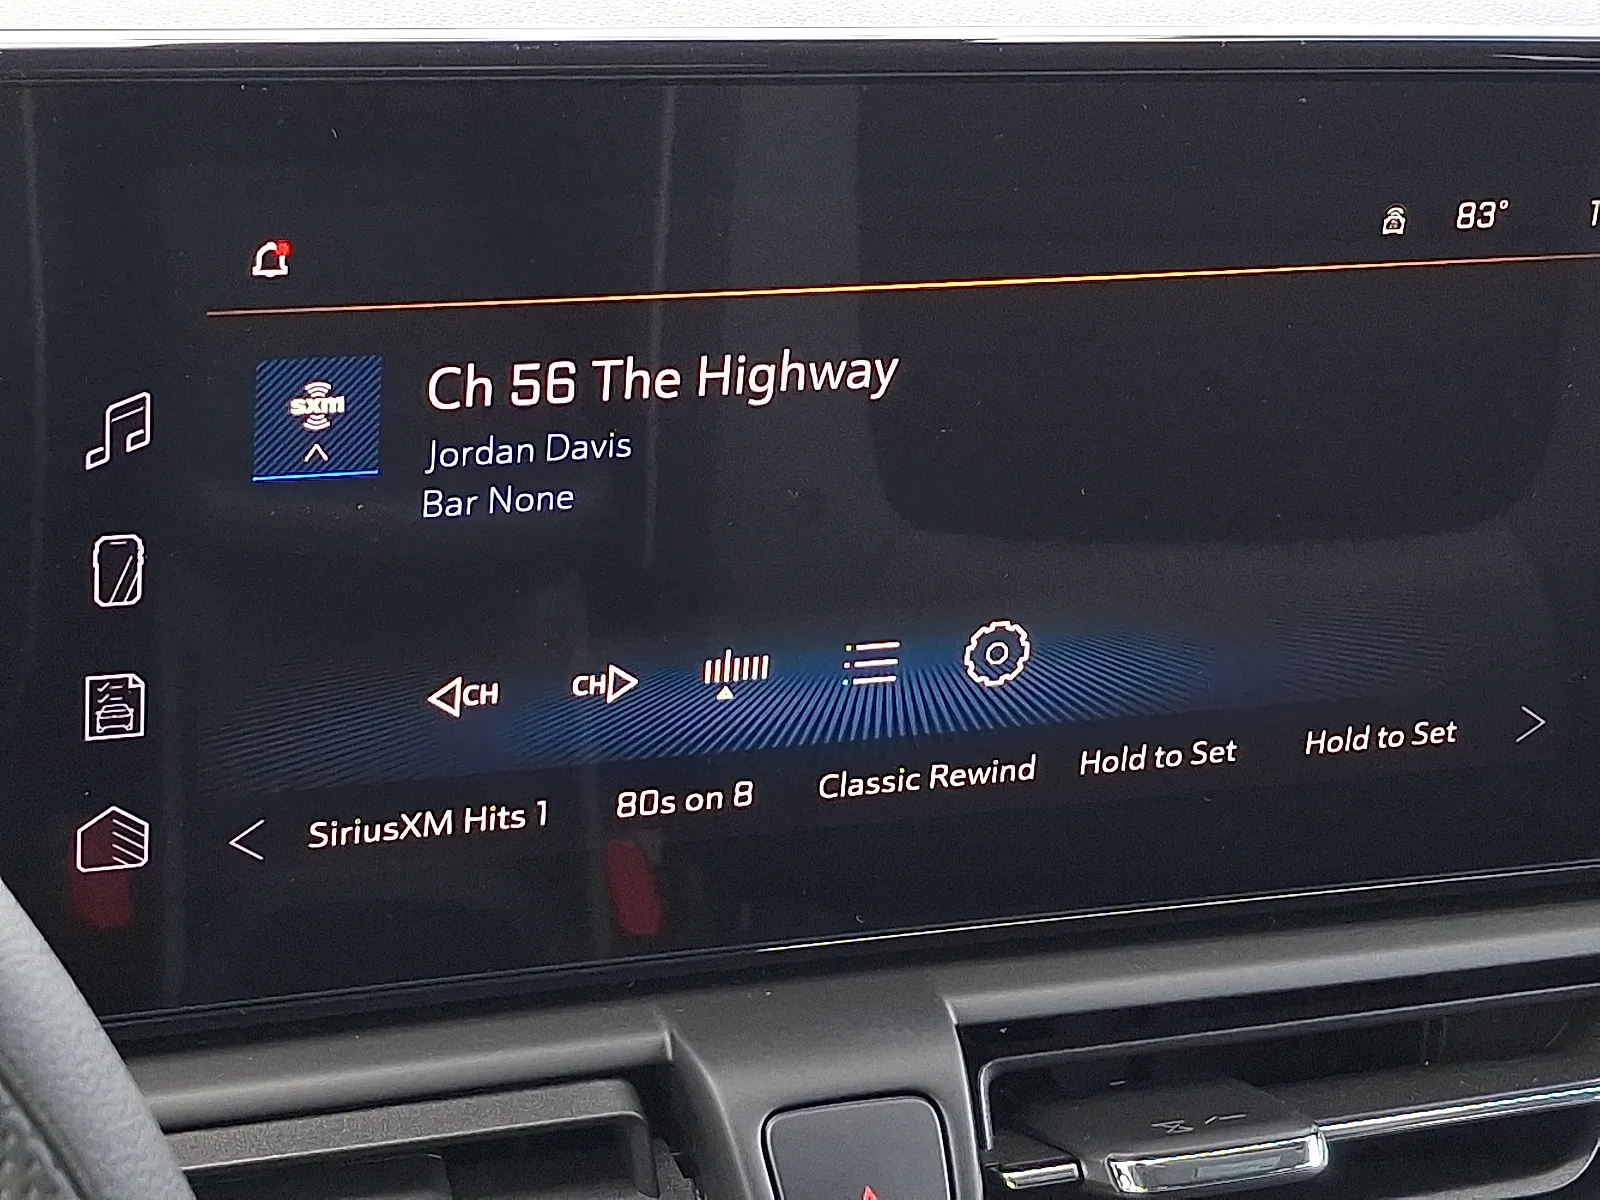 83°
sxm
Ch 56 The Highway
Jordan Davis
Bar None
CH
CH
SiriusXM Hits 1
80s on 8
Classic Rewind
Hold to Set
Hold to Set